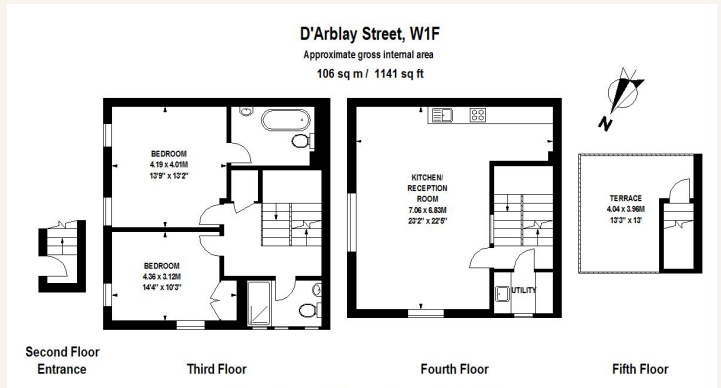 D'Arblay Street, W1F
Approximate gross internal area
106 sq m / 1141 sq ft
N
BEDROOM
4.19 x 4.01M
13'9" x 13'2"
BEDROOM
4.36 x 3.12M
14'4" x 10'3"
KITCHEN/
RECEPTION
ROOM
7.06 x 6.83M
23'2" x 22'5"
UTILITY
TERRACE
4.04 x 3.96M
13'3" x 13'
Second Floor
Entrance
Third Floor
Fourth Floor
Fifth Floor